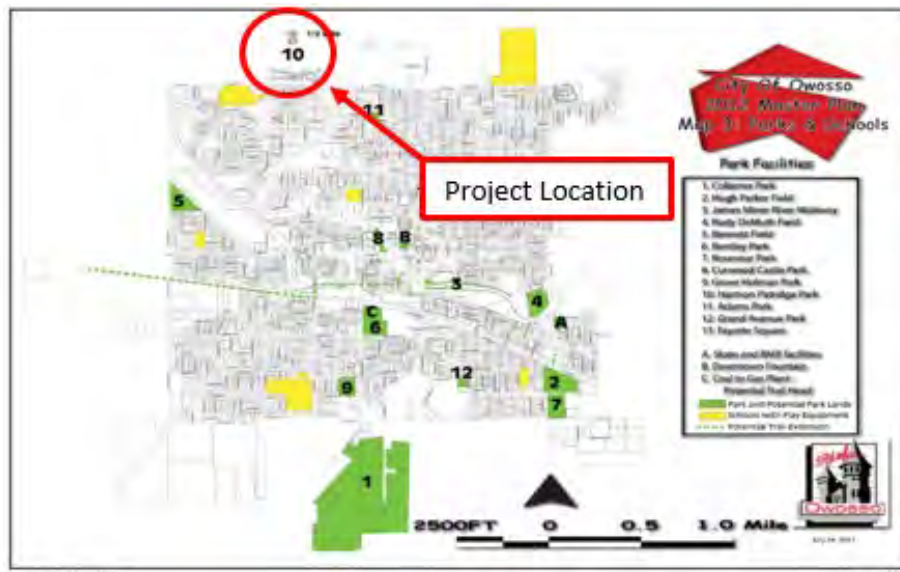 10
11
City Of Owosso
2012 Master Plan
Map 3: Parks & Schools
Project Location
Park Facilities
1. Collamer Park
2. Hugh Parker Field
3. James Miner River Walkway
4. Rudy DeMuth Field
5. Bennett Field
6. Bentley Park
7. Rosevear Park
8. Curwood Castle Park
9. Grove Holman Park
10. Harmon Patridge Park
11. Adams Park
12. Grand Avenue Park
13. Fayette Square
A. Skate and BMX Facilities
B. Downtown Fountain
C. Coal to Gas Plant
Potential Trail Head
Park and Potential Park Lands
Schools with Play Equipment
Potential Trail Extension
5
8
B
3
4
A
C
6
9
12
2
7
1
2500FT 0 0.5 1.0 Mile
Owosso